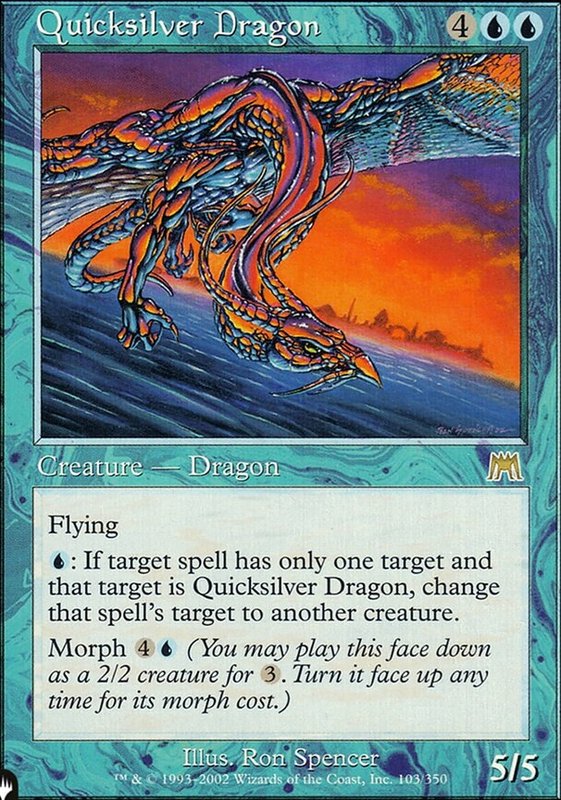 Quicksilver Dragon 4
Creature — Dragon
Flying
: If target spell has only one target and
that target is Quicksilver Dragon, change
that spell's target to another creature.
Morph 4 (You may play this face down
as a 2/2 creature for 3. Turn it face up any
time for its morph cost.)
Illus. Ron Spencer
™ & © 1993–2002 Wizards of the Coast, Inc. 103/350
5/5